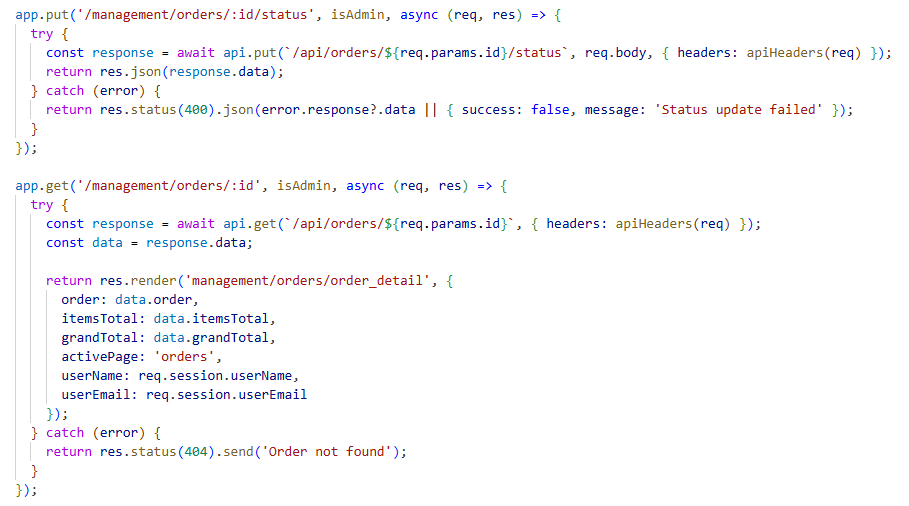 app.put('/management/orders/:id/status', isAdmin, async (req, res) => {
  try {
    const response = await api.put(`/api/orders/${req.params.id}/status`, req.body, { headers: apiHeaders(req) });
    return res.json(response.data);
  } catch (error) {
    return res.status(400).json(error.response?.data || { success: false, message: 'Status update failed' });
  }
});

app.get('/management/orders/:id', isAdmin, async (req, res) => {
  try {
    const response = await api.get(`/api/orders/${req.params.id}`, { headers: apiHeaders(req) });
    const data = response.data;

    return res.render('management/orders/order_detail', {
      order: data.order,
      itemsTotal: data.itemsTotal,
      grandTotal: data.grandTotal,
      activePage: 'orders',
      userName: req.session.userName,
      userEmail: req.session.userEmail
    });
  } catch (error) {
    return res.status(404).send('Order not found');
  }
});